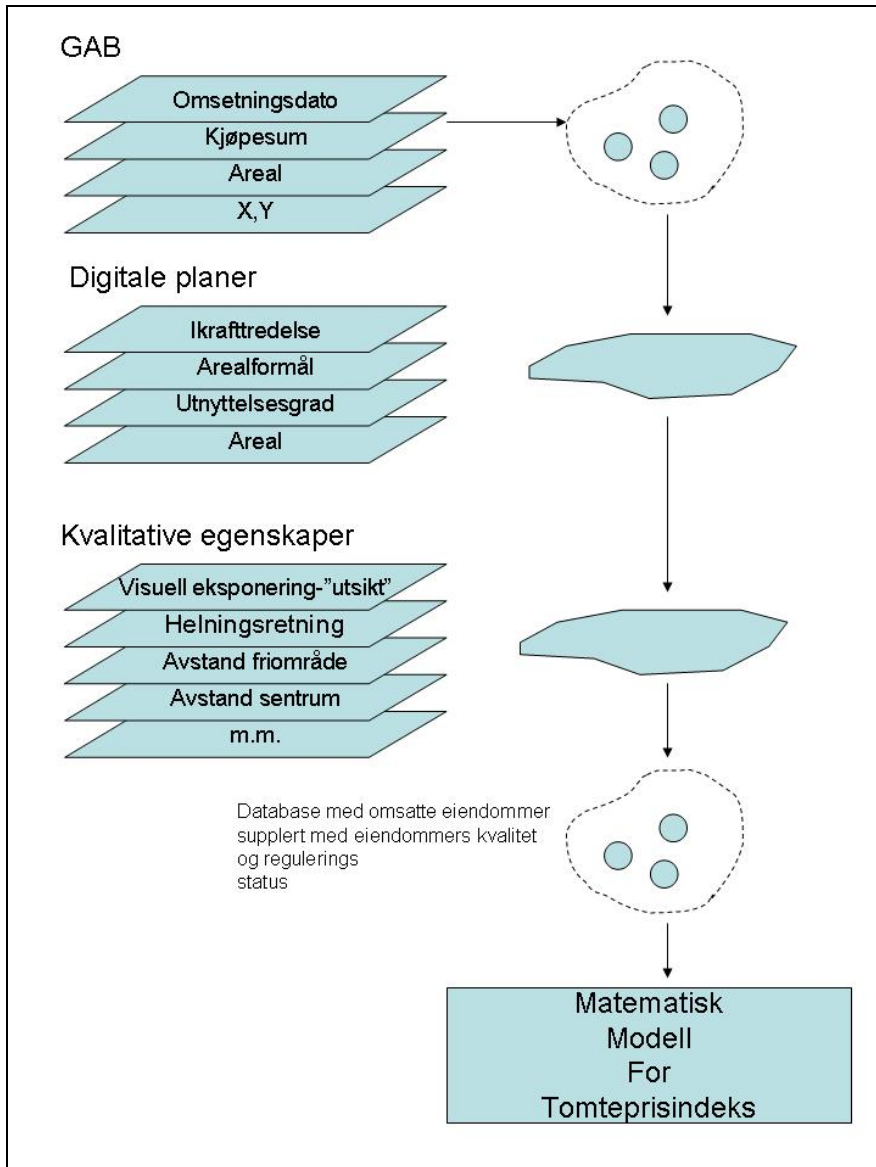 GAB
Omsetningsdato
Kjøpesum
Areal
X,Y
Digitale planer
Ikrafttredelse
Arealformål
Utnyttelsesgrad
Areal
Kvalitative egenskaper
Visuell eksponering-”utsikt”
Helningsretning
Avstand friområde
Avstand sentrum
m.m.
Database med omsatte eiendommer
supplert med eiendommers kvalitet
og regulerings
status
Matematisk
Modell
For
Tomteprisindeks